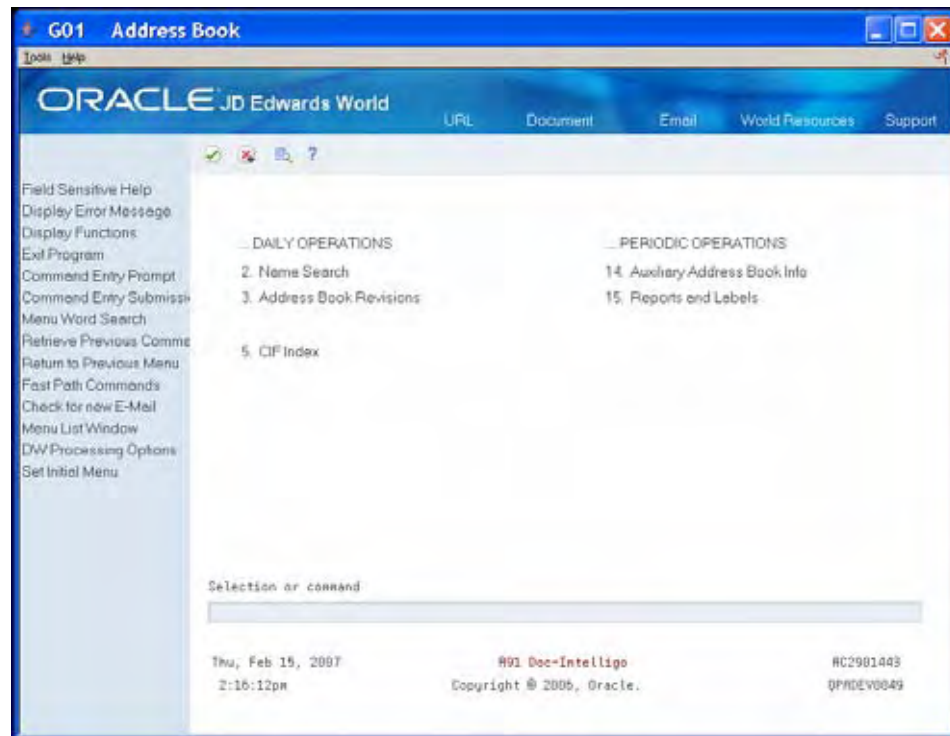 G01 Address Book
Tools Help
ORACLE JD Edwards World
URL Document Email World Resources Support
?
Field Sensitive Help
Display Error Message
Display Functions
Exit Program
Command Entry Prompt
Command Entry Submissi
Menu Word Search
Retrieve Previous Comma
Return to Previous Menu
Fast Path Commands
Check for new E-Mail
Menu List Window
DW Processing Options
Set Initial Menu
... DAILY OPERATIONS
2. Name Search
3. Address Book Revisions
5. CIF Index
... PERIODIC OPERATIONS
14. Auxiliary Address Book Info
15. Reports and Labels
Selection or command
Thu, Feb 15, 2007 A91 Doc-Intelligo AC2901443
2:16:12pm Copyright © 2006, Oracle. QPADEV0049